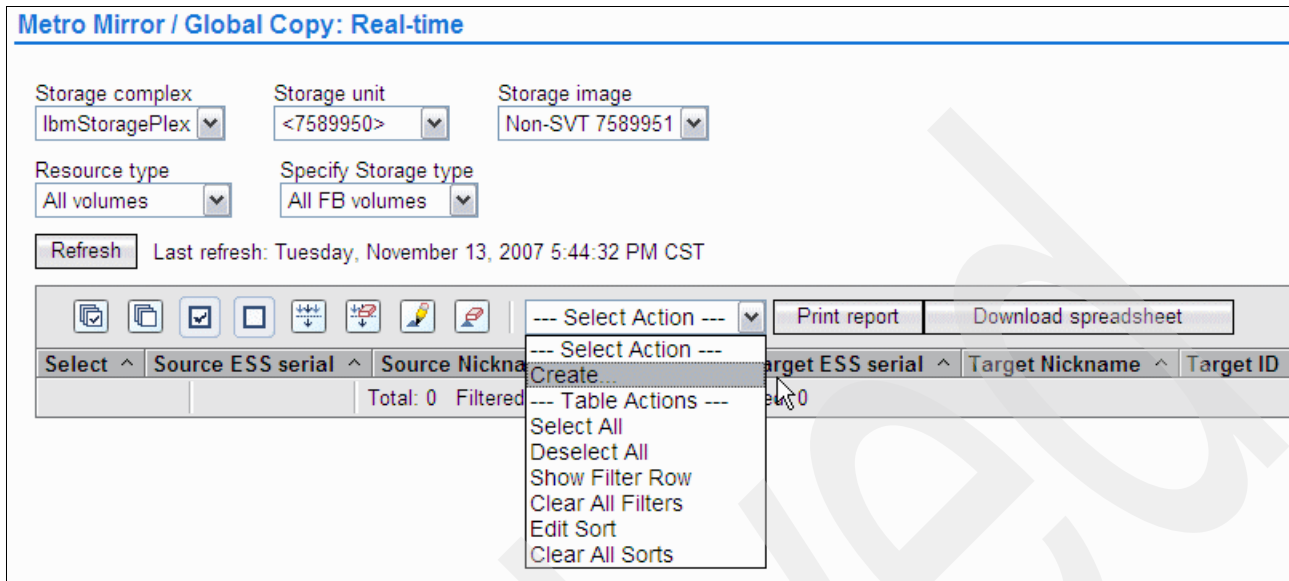 Metro Mirror / Global Copy: Real-time
Storage complex Storage unit Storage image
IbmStoragePlex <7589950> Non-SVT 7589951
Resource type Specify Storage type
All volumes All FB volumes
Refresh Last refresh: Tuesday, November 13, 2007 5:44:32 PM CST
--- Select Action --- Print report Download spreadsheet
Select ^ Source ESS serial ^ Source Nickna --- Select Action --- arget ESS serial ^ Target Nickname ^ Target ID
Create...
Total: 0 Filtered --- Table Actions --- ed: 0
Select All
Deselect All
Show Filter Row
Clear All Filters
Edit Sort
Clear All Sorts